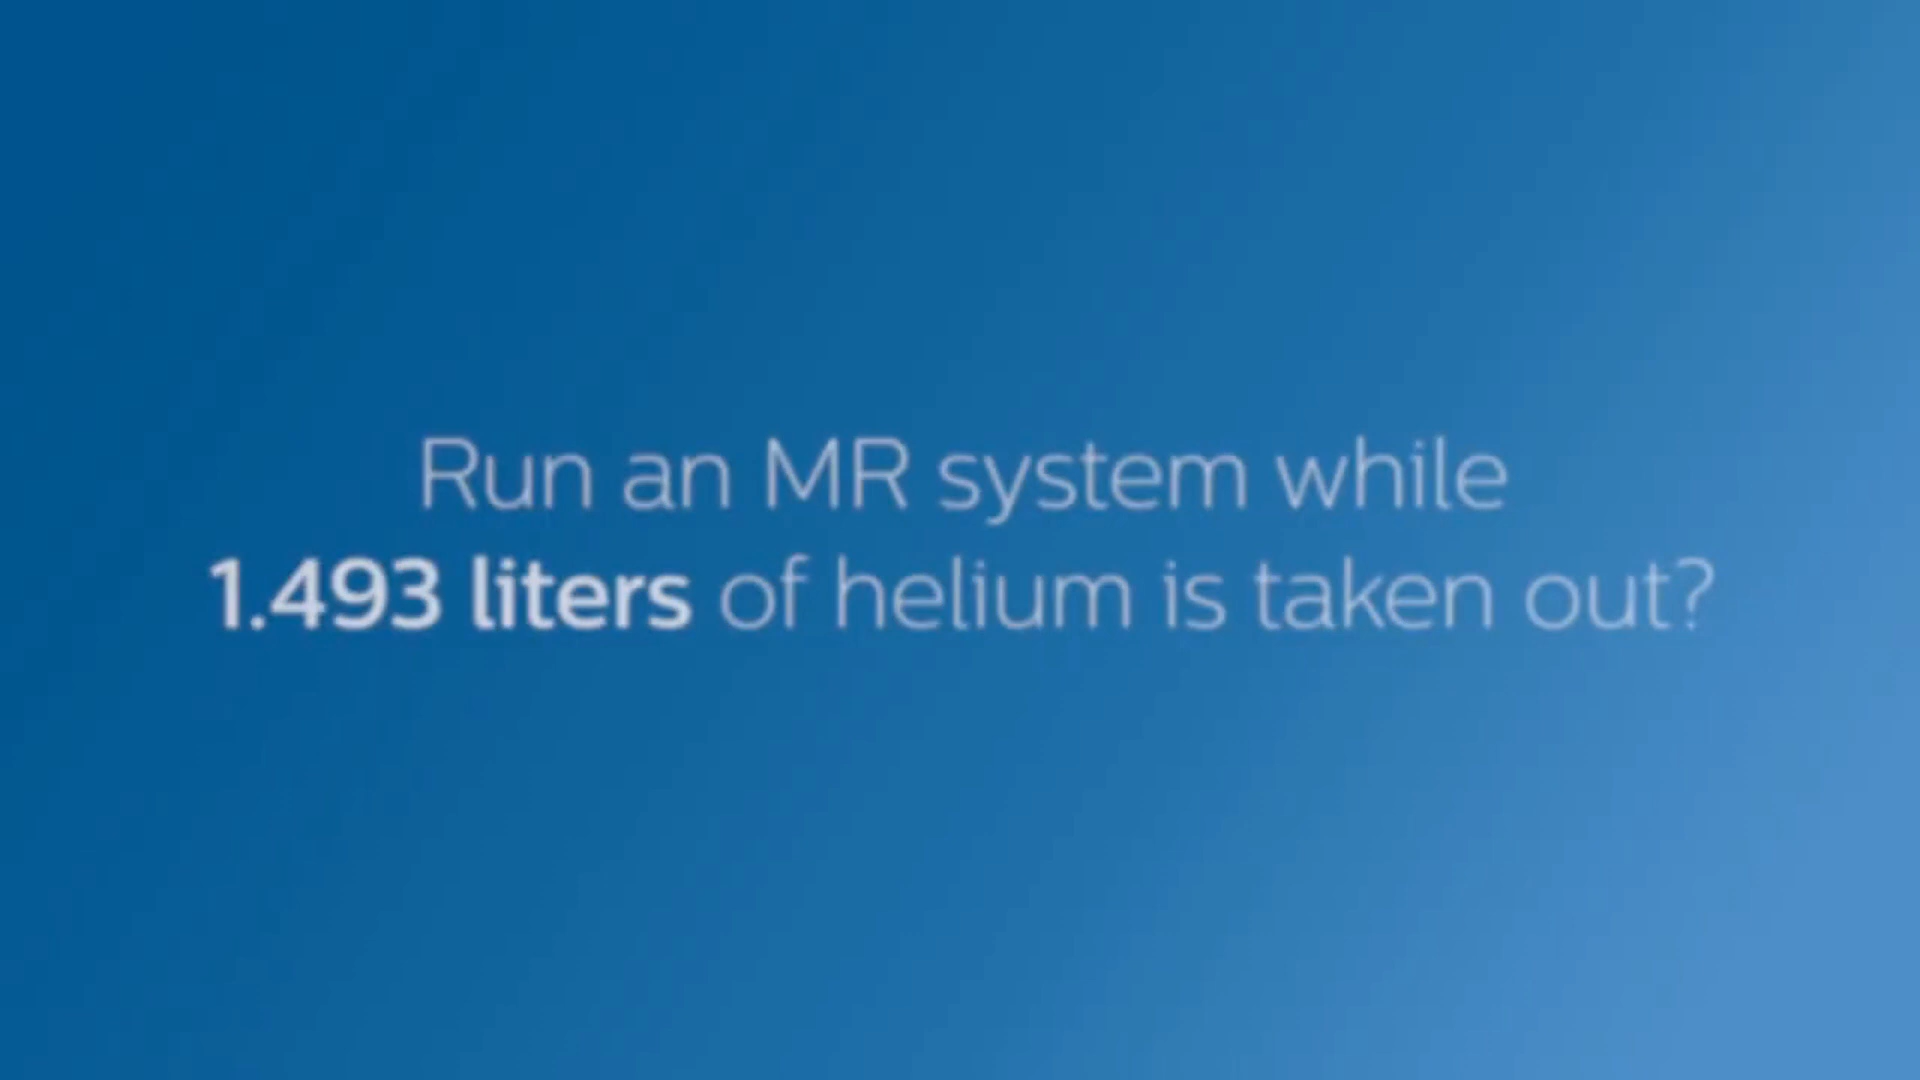 Run an MR system while
1.493 liters of helium is taken out?